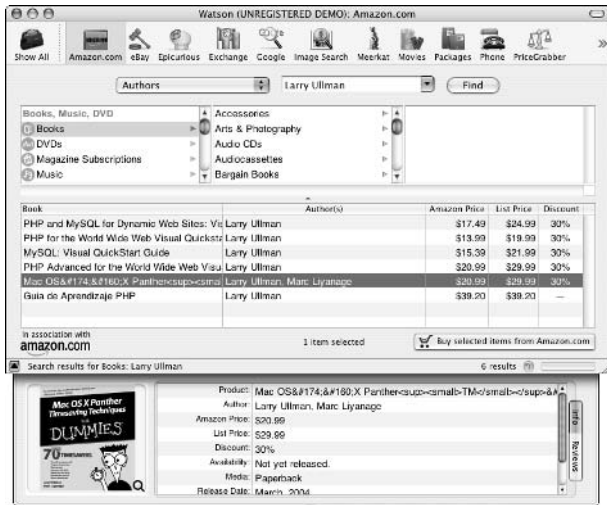 Watson (UNREGISTERED DEMO): Amazon.com
Show All Amazon.com eBay Epicurious Exchange Google Image Search Meerkat Movies Packages Phone PriceGrabber »
Authors Larry Ullman Find
Books, Music, DVD
Books
DVDs
Magazine Subscriptions
Music
Accessories
Arts & Photography
Audio CDs
Audiocassettes
Bargain Books
Book Author(s) Amazon Price List Price Discount
PHP and MySQL for Dynamic Web Sites: Vis Larry Ullman $17.49 $24.99 30%
PHP for the World Wide Web Visual Quicksta Larry Ullman $13.99 $19.99 30%
MySQL: Visual QuickStart Guide Larry Ullman $15.39 $21.99 30%
PHP Advanced for the World Wide Web Visu Larry Ullman $20.99 $29.99 30%
Mac OS&#174;&#160;X Panther<sup><smal Larry Ullman, Marc Liyanage $20.99 $29.99 30%
Guia de Aprendizaje PHP Larry Ullman $39.20 $39.20 —
In association with
amazon.com
1 item selected
Buy selected items from Amazon.com
Search results for Books: Larry Ullman 6 results
Mac OS X Panther
Timesaving Techniques
FOR
DUMMIES
70 TIMESAVING
Product: Mac OS&#174;&#160;X Panther<sup><small>TM</small></sup>&#
Author: Larry Ullman, Marc Liyanage
Amazon Price: $20.99
List Price: $29.99
Discount: 30%
Availability: Not yet released.
Media: Paperback
Release Date: March, 2004
Info
Reviews